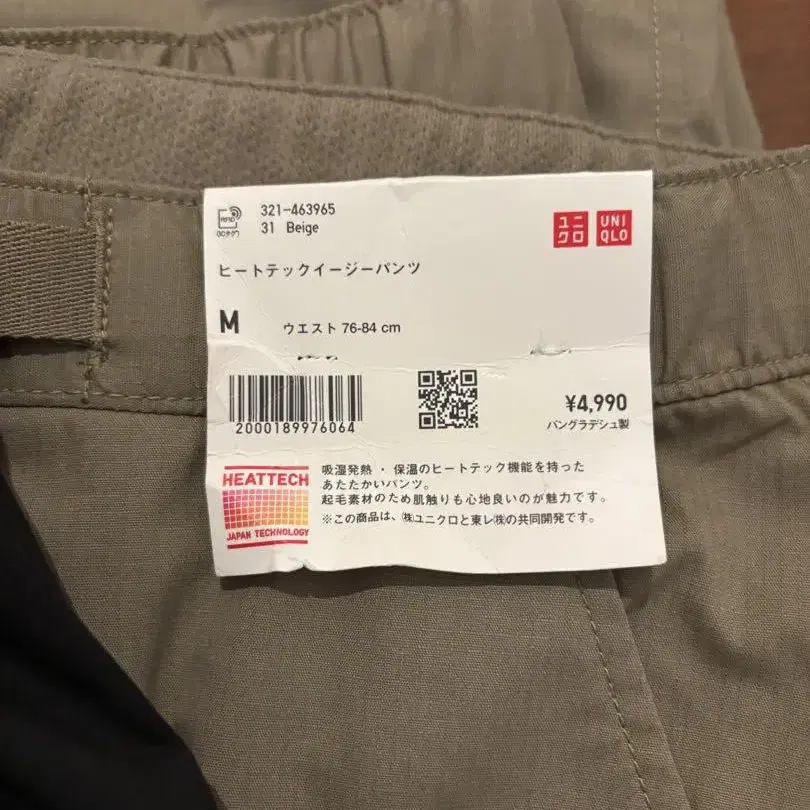 321-463965
31 Beige
ユニクロ
UNIQLO
ヒートテックイージーパンツ
M ウエスト 76-84 cm
2000189976064
¥4,990
バングラデシュ製
HEATTECH
JAPAN TECHNOLOGY
吸湿発熱・保温のヒートテック機能を持った
あたたかいパンツ。
起毛素材のため肌触りも心地良いのが魅力です。
※この商品は、㈱ユニクロと東レ㈱の共同開発です。